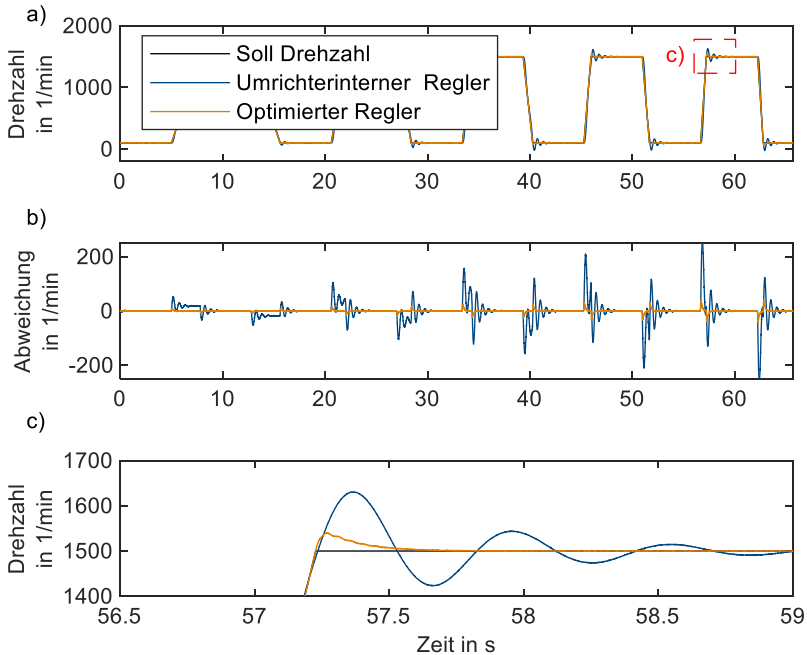 a)
2000
1000
0
Drehzahl
in 1/min
Soll Drehzahl
Umrichterinterner Regler
Optimierter Regler
c)
0 10 20 30 40 50 60
b)
200
0
-200
Abweichung
in 1/min
0 10 20 30 40 50 60
c)
1700
1600
1500
1400
Drehzahl
in 1/min
56.5 57 57.5 58 58.5 59
Zeit in s